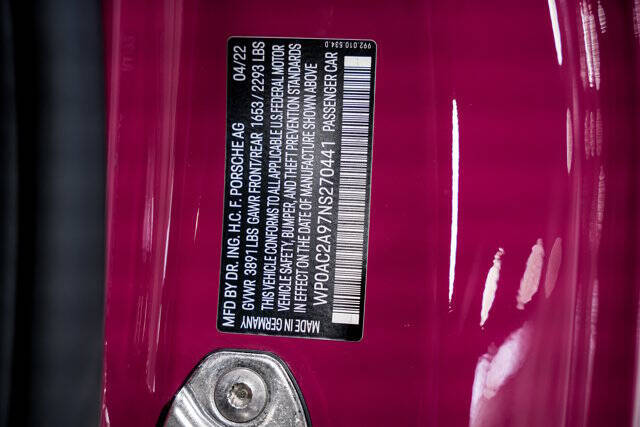 992.010.534.0
MFD BY DR. ING. H.C. F. PORSCHE AG 04/22
GVWR 3891 LBS GAWR FRONT/REAR 1653 / 2293 LBS
THIS VEHICLE CONFORMS TO ALL APPLICABLE U.S. FEDERAL MOTOR
VEHICLE SAFETY, BUMPER, AND THEFT PREVENTION STANDARDS
IN EFFECT ON THE DATE OF MANUFACTURE SHOWN ABOVE
WP0AC2A97NS270441 PASSENGER CAR
MADE IN GERMANY